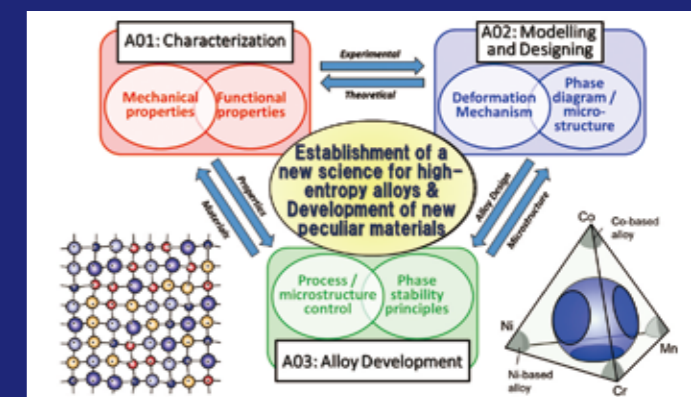 A01: Characterization
Mechanical
properties
Functional
properties
Experimental
Theoretical
A02: Modelling
and Designing
Deformation
Mechanism
Phase
diagram /
micro-
structure
Establishment of a
new science for high-
entropy alloys &
Development of new
peculiar materials
Properties
Materials
Alloy Design
Microstructure
Process /
microstructure
control
Phase
stability
principles
A03: Alloy Development
Co
Co-based
alloy
Ni
Mn
Ni-based
alloy
Cr